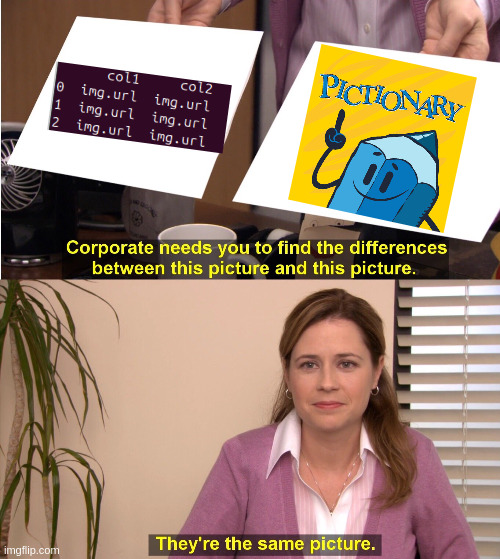 col1 col2
0 img.url img.url
1 img.url img.url
2 img.url img.url
PICTIONARY
Corporate needs you to find the differences
between this picture and this picture.
They're the same picture.
imgflip.com